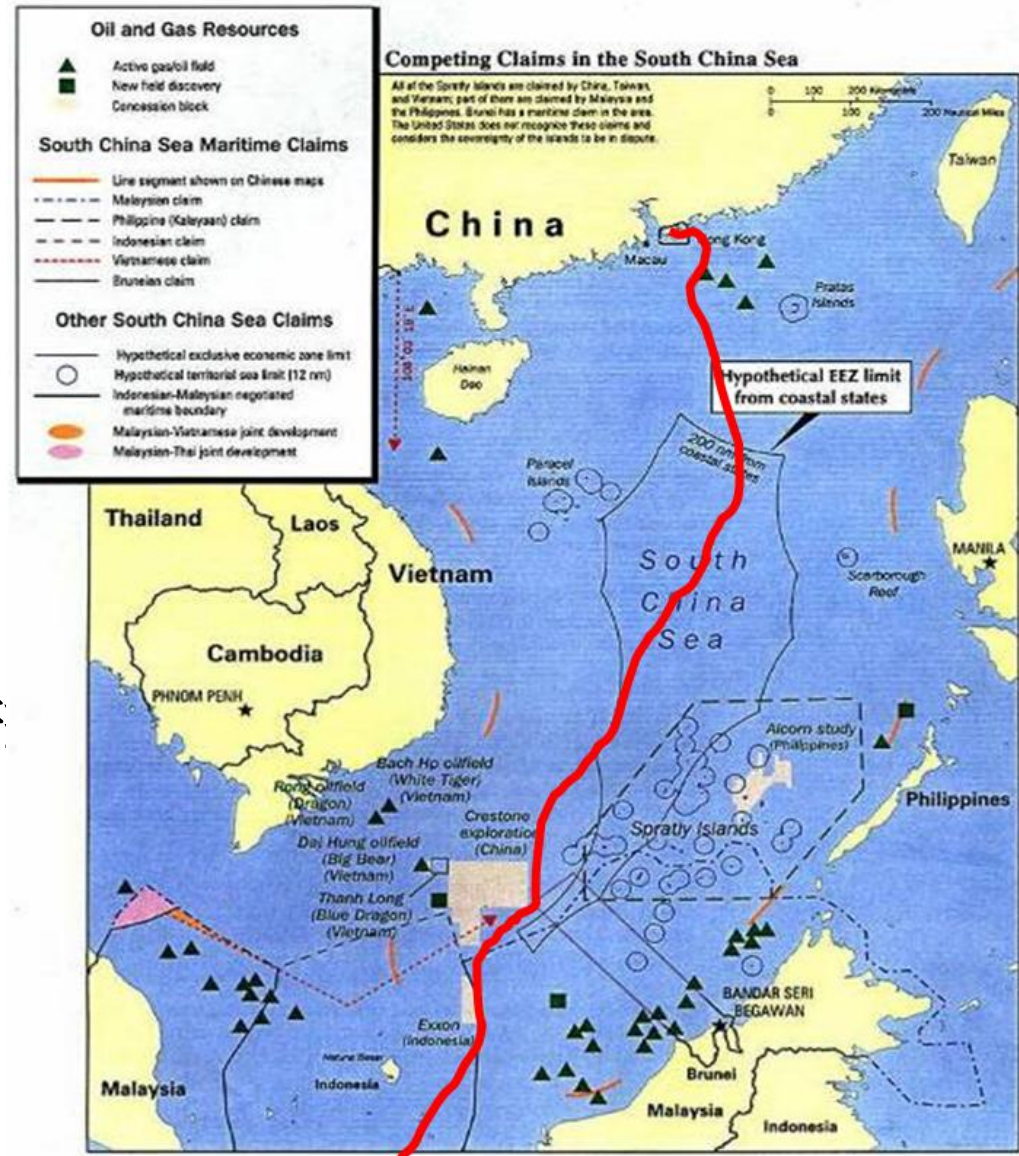 Oil and Gas Resources
Active gas/oil field
New field discovery
Concession block
South China Sea Maritime Claims
Line segment shown on Chinese maps
Malaysian claim
Philippine (Kalayaan) claim
Indonesian claim
Vietnamese claim
Bruneian claim
Other South China Sea Claims
Hypothetical exclusive economic zone limit
Hypothetical territorial sea limit (12 nm)
Indonesian-Malaysian negotiated
maritime boundary
Malaysian-Vietnamese joint development
Malaysian-Thai joint development
Competing Claims in the South China Sea
All of the Spratly Islands are claimed by China, Taiwan,
and Vietnam; part of them are claimed by Malaysia and
the Philippines. Brunei has a maritime claim in the area.
The United States does not recognize these claims and
considers the sovereignty of the islands to be in dispute.
0 100 200 Kilometers
0 100 200 Nautical Miles
Taiwan
China
Macau
Kong
Pratas
Islands
Hainan
Dao
Hypothetical EEZ limit
from coastal states
200 nm from
coastal states
Paracel
Islands
Thailand
Laos
Vietnam
MANILA
Scarborough
Reef
South
China
Sea
Cambodia
PHNOM PENH
Alcorn study
(Philippines)
Bach Hp oilfield
(White Tiger)
(Vietnam)
Rong oilfield
(Dragon)
(Vietnam)
Philippines
Crestone
exploration
(China)
Spratly Islands
Dai Hung oilfield
(Big Bear)
(Vietnam)
Thanh Long
(Blue Dragon)
(Vietnam)
BANDAR SERI
BEGAWAN
Exxon
(Indonesia)
Indonesia
Malaysia
Brunei
Malaysia
Indonesia